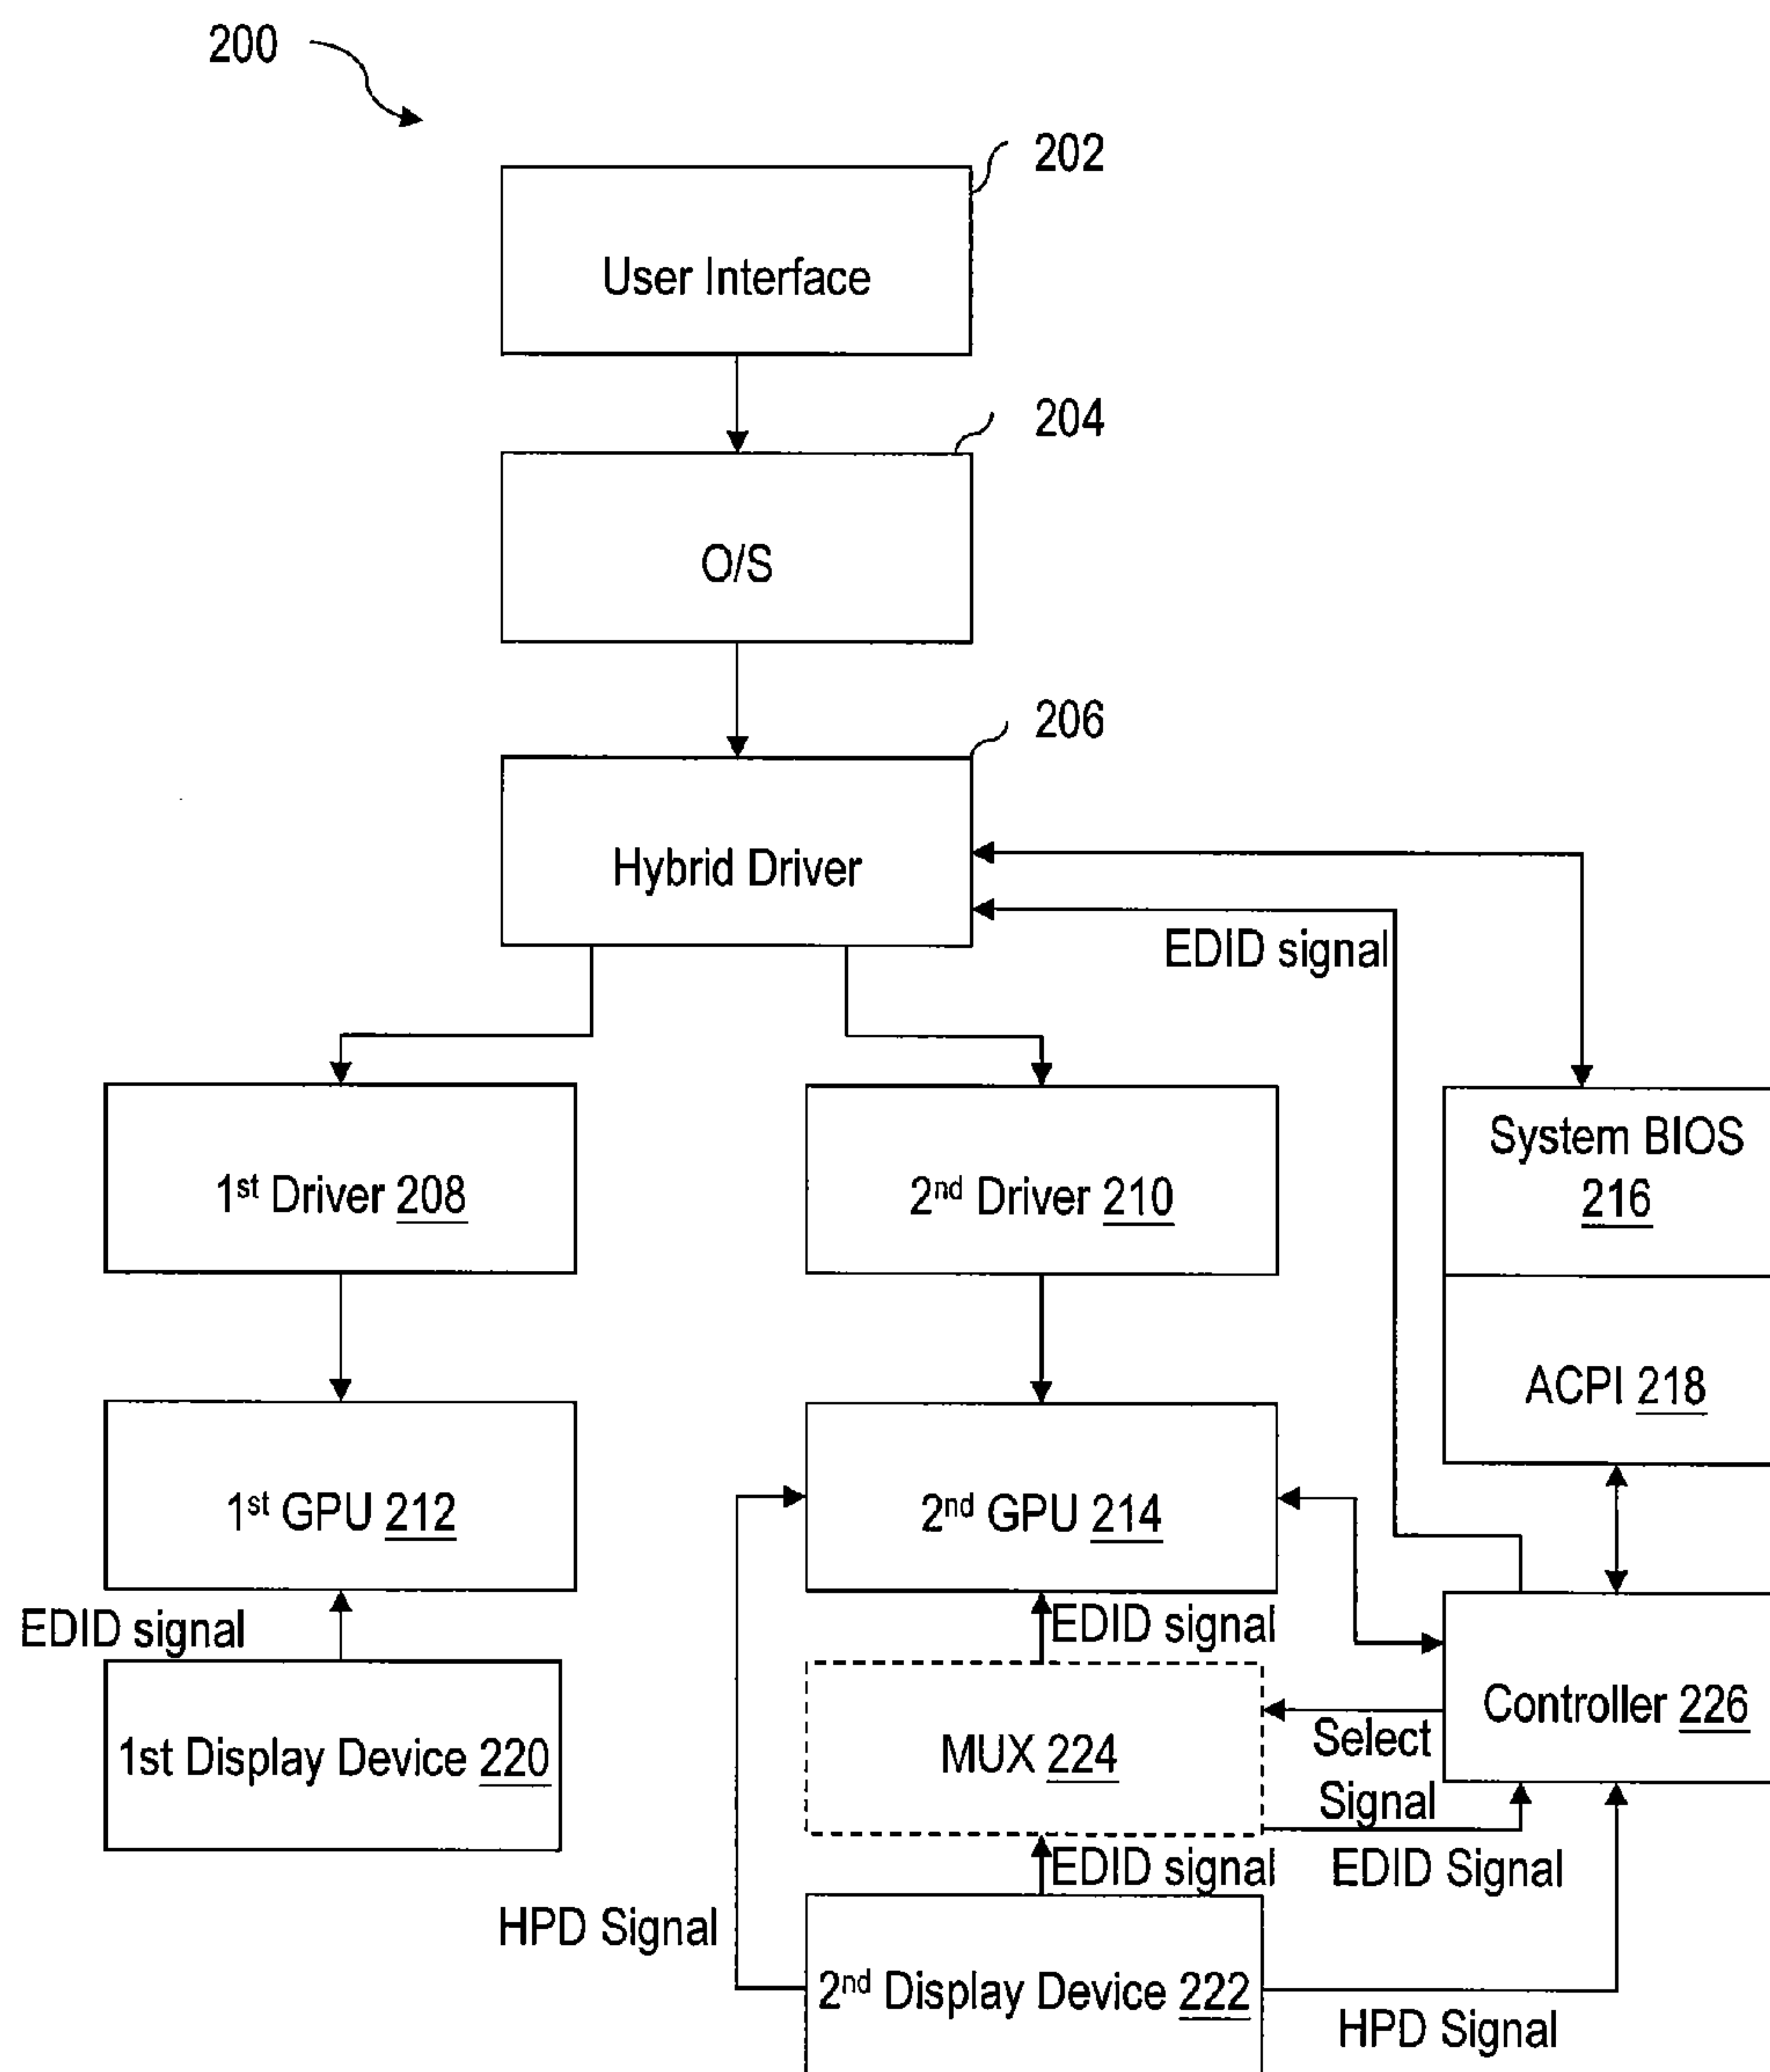 200
202
User Interface
204
O/S
206
Hybrid Driver
EDID signal
1st Driver 208
2nd Driver 210
System BIOS
216
ACPI 218
1st GPU 212
2nd GPU 214
EDID signal
EDID signal
1st Display Device 220
MUX 224
Select
Signal
Controller 226
EDID signal
EDID Signal
HPD Signal
2nd Display Device 222
HPD Signal